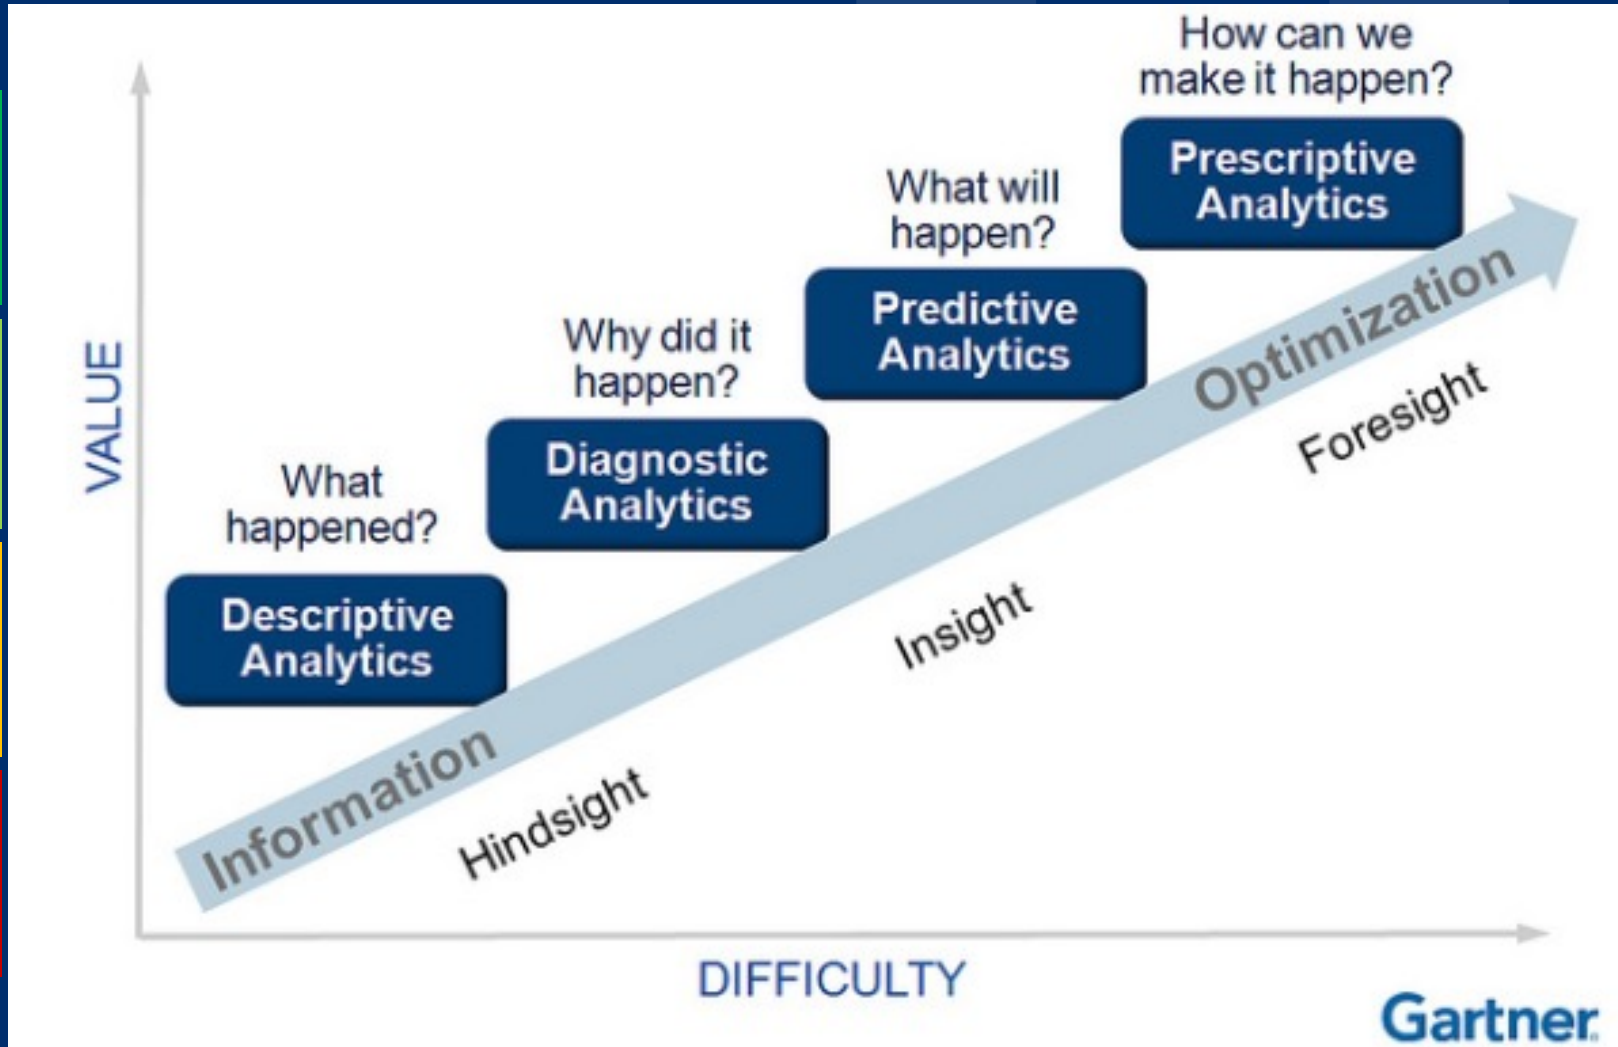 How can we
make it happen?
Prescriptive
Analytics
What will
happen?
Predictive
Analytics
Why did it
happen?
Diagnostic
Analytics
What
happened?
Descriptive
Analytics
VALUE
Information
Optimization
Hindsight
Insight
Foresight
DIFFICULTY
Gartner